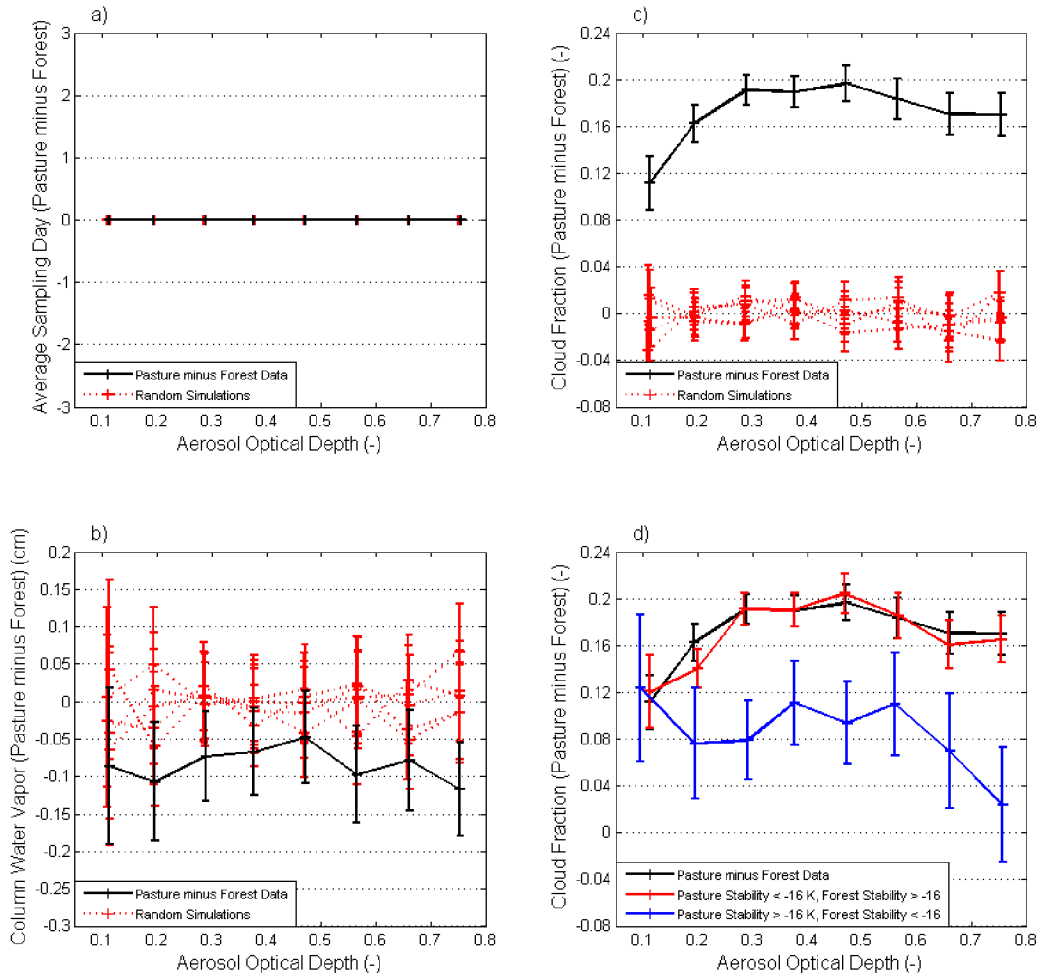 a)
Average Sampling Day (Pasture minus Forest)
3
2
1
0
-1
-2
-3
Pasture minus Forest Data
Random Simulations
0.1 0.2 0.3 0.4 0.5 0.6 0.7 0.8
Aerosol Optical Depth (-)
c)
Cloud Fraction (Pasture minus Forest) (-)
0.24
0.2
0.16
0.12
0.08
0.04
0
-0.04
-0.08
Pasture minus Forest Data
Random Simulations
0.1 0.2 0.3 0.4 0.5 0.6 0.7 0.8
Aerosol Optical Depth (-)
b)
Column Water Vapor (Pasture minus Forest) (cm)
0.2
0.15
0.1
0.05
0
-0.05
-0.1
-0.15
-0.2
-0.25
-0.3
Pasture minus Forest Data
Random Simulations
0.1 0.2 0.3 0.4 0.5 0.6 0.7 0.8
Aerosol Optical Depth (-)
d)
Cloud Fraction (Pasture minus Forest) (-)
0.24
0.2
0.16
0.12
0.08
0.04
0
-0.04
-0.08
Pasture minus Forest Data
Pasture Stability < -16 K, Forest Stability > -16
Pasture Stability > -16 K, Forest Stability < -16
0.1 0.2 0.3 0.4 0.5 0.6 0.7 0.8
Aerosol Optical Depth (-)